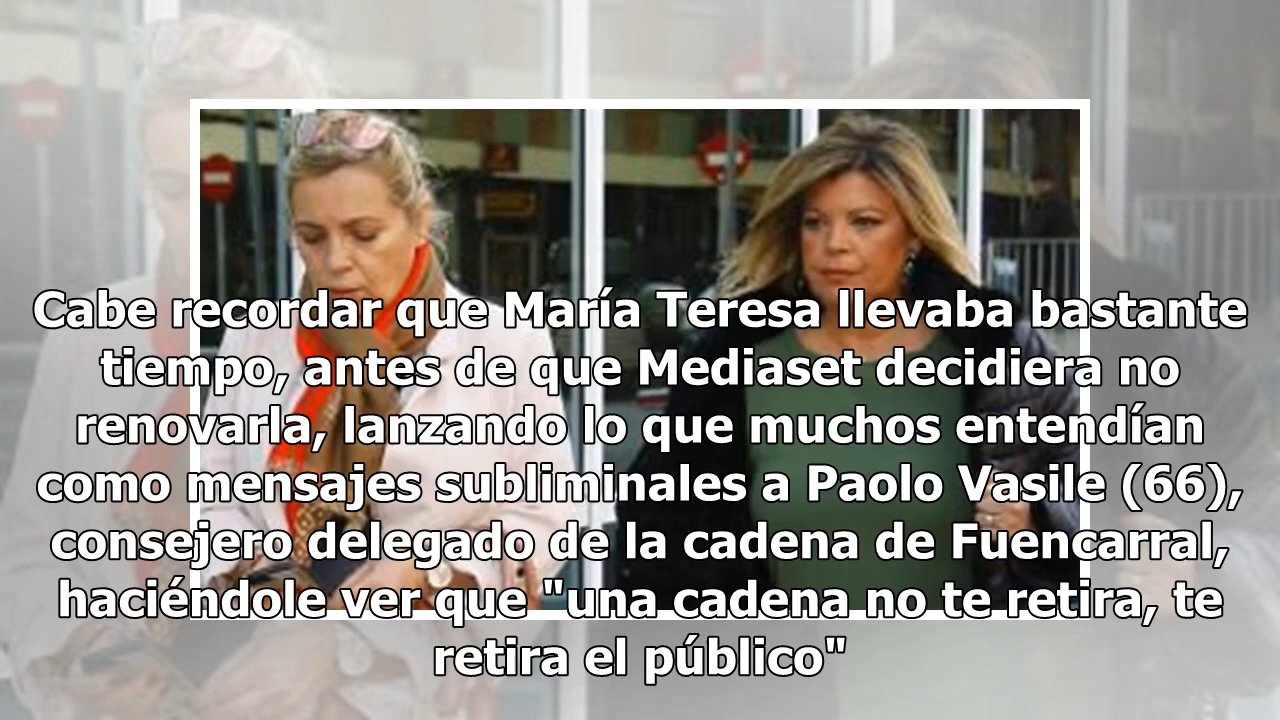 Cabe recordar que María Teresa llevaba bastante
tiempo, antes de que Mediaset decidiera no
renovarla, lanzando lo que muchos entendían
como mensajes subliminales a Paolo Vasile (66),
consejero delegado de la cadena de Fuencarral,
haciéndole ver que "una cadena no te retira, te
retira el público"